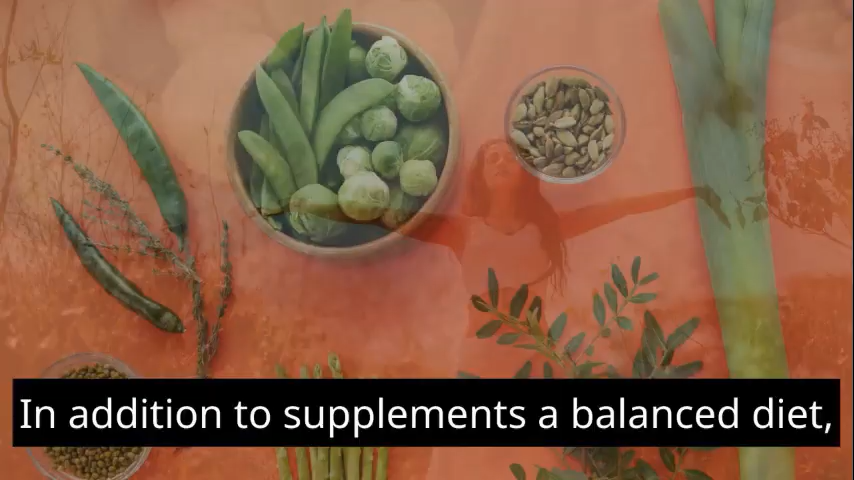 In addition to supplements a balanced diet,